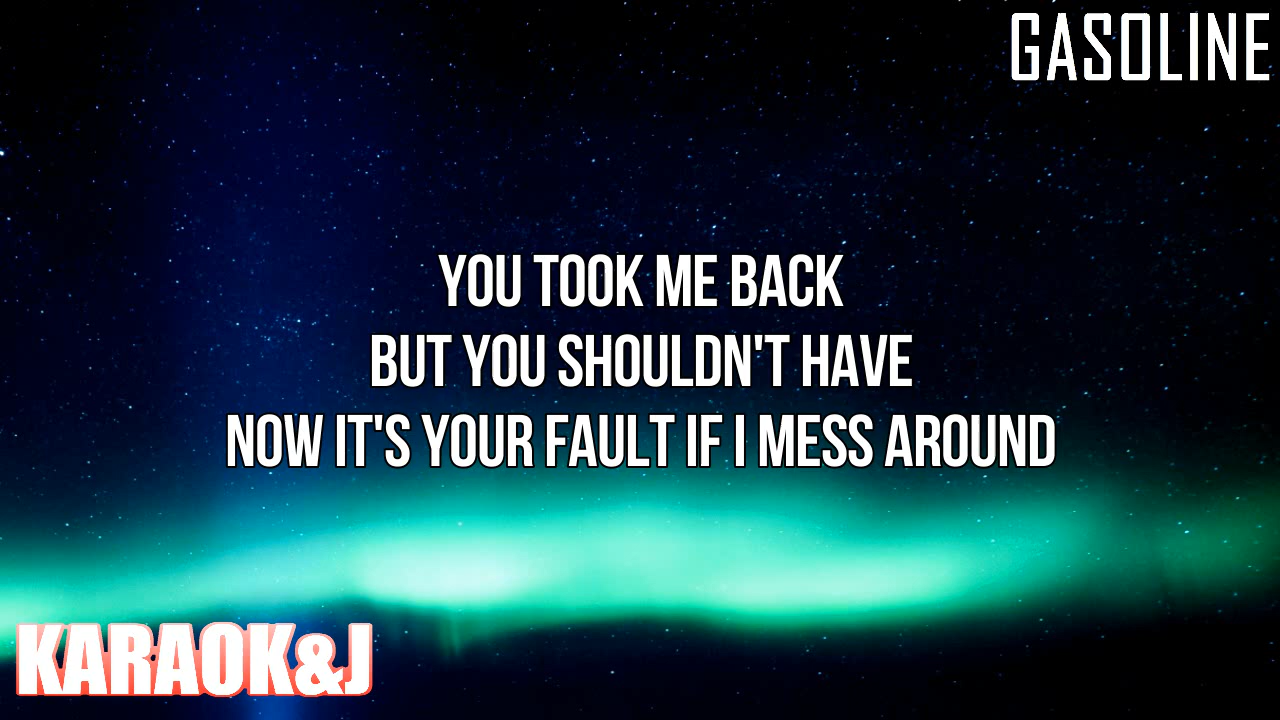 GASOLINE
YOU TOOK ME BACK
BUT YOU SHOULDN'T HAVE
NOW IT'S YOUR FAULT IF I MESS AROUND
KARAOK&J